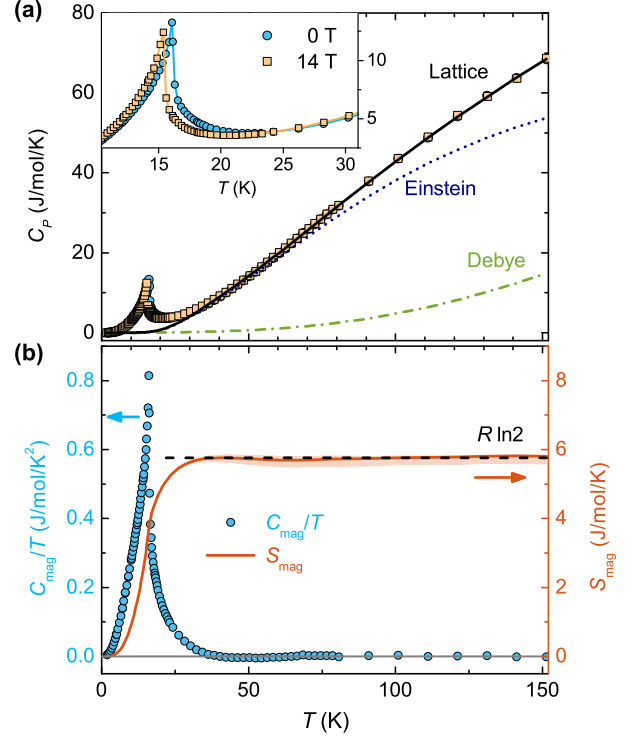 (a)
80
60
40
20
0
C_P (J/mol/K)
0 T
14 T
10
5
15
20
25
30
T (K)
Lattice
Einstein
Debye
(b)
0.8
0.6
0.4
0.2
0.0
C_mag/T (J/mol/K²)
R ln2
C_mag/T
S_mag
8
6
4
2
0
S_mag (J/mol/K)
0
50
100
150
T (K)